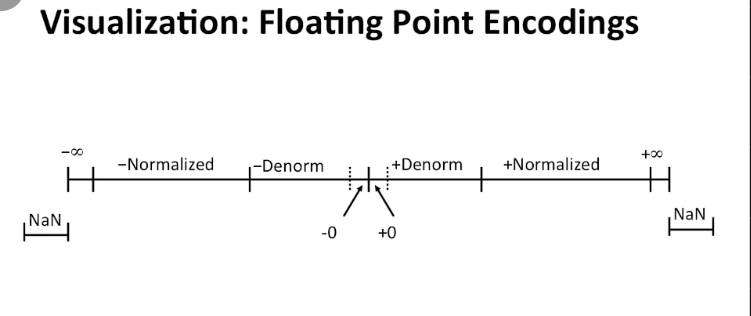 Visualization: Floating Point Encodings
−∞
+∞
−Normalized
−Denorm
+Denorm
+Normalized
NaN
NaN
-0
+0